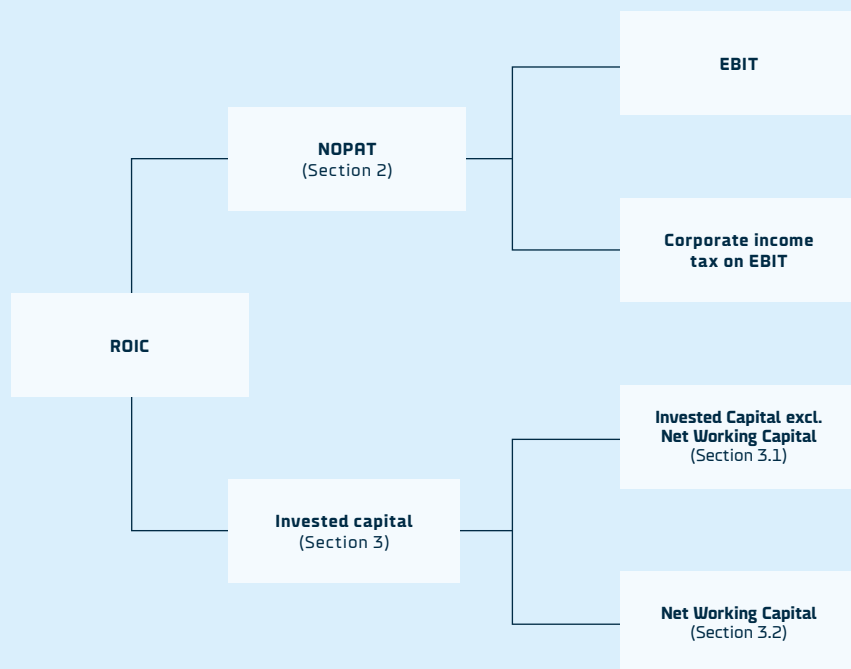 EBIT
NOPAT
(Section 2)
Corporate income
tax on EBIT
ROIC
Invested Capital excl.
Net Working Capital
(Section 3.1)
Invested capital
(Section 3)
Net Working Capital
(Section 3.2)